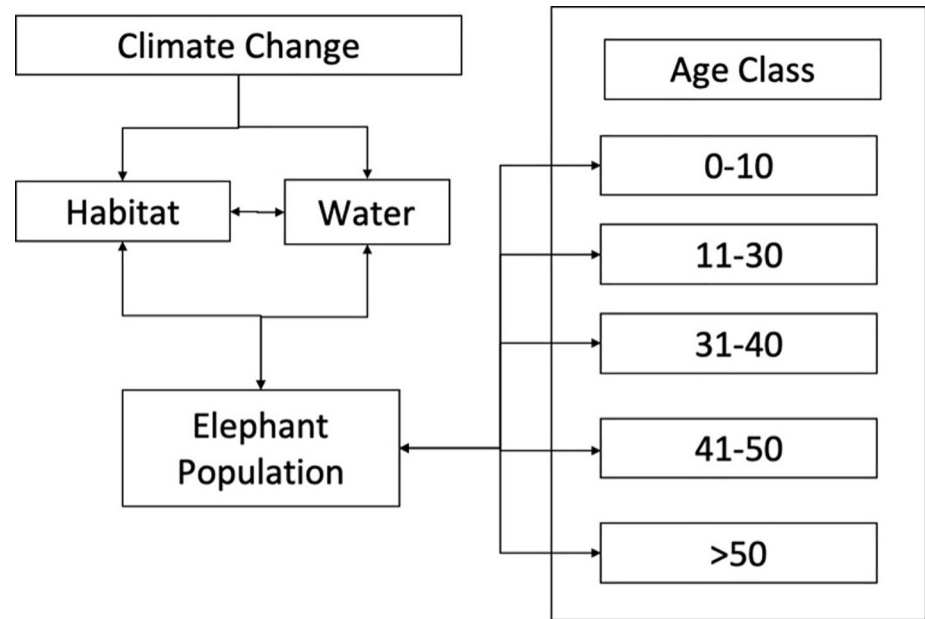 Climate Change
Habitat
Water
Elephant
Population
Age Class
0-10
11-30
31-40
41-50
>50